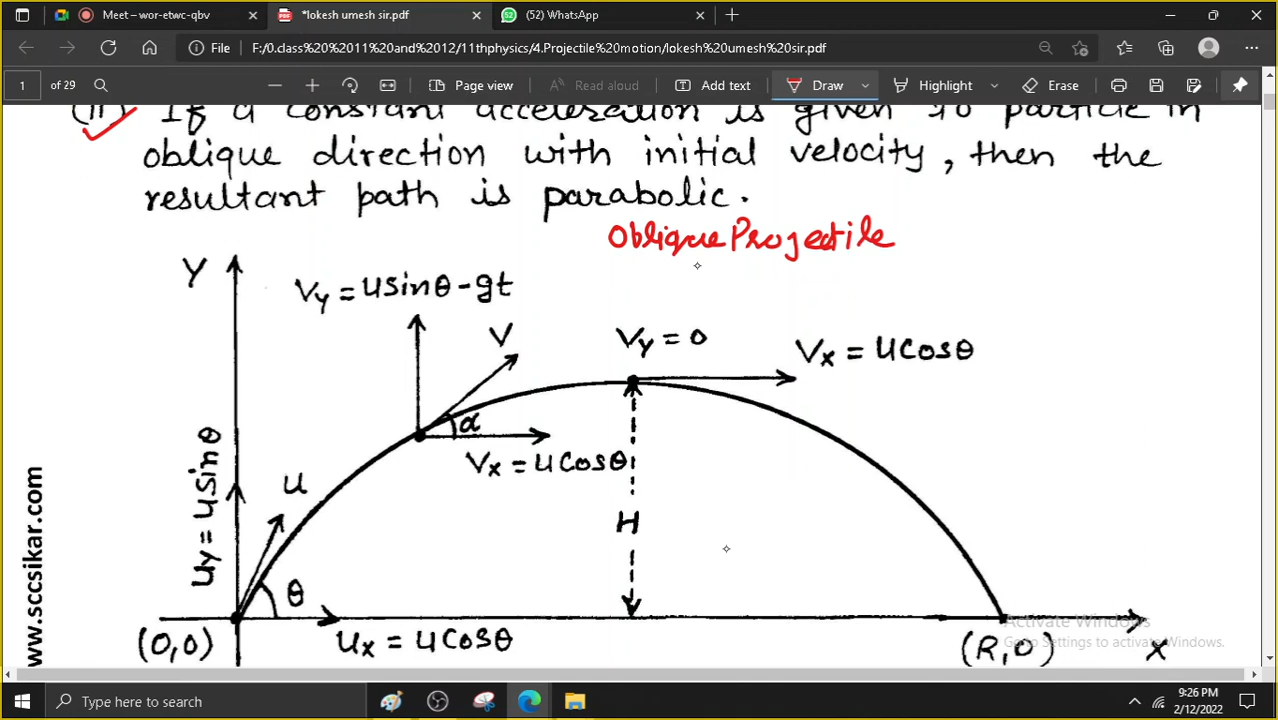 Meet – wor-etwc-qbv
*lokesh umesh sir.pdf
(52) WhatsApp
File
F:/0.class%20%2011%20and%2012/11thphysics/4.Projectile%20motion/lokesh%20umesh%20sir.pdf
1 of 29
Page view
Read aloud
Add text
Draw
Highlight
Erase
(ii) If a constant acceleration is given to particle in
oblique direction with initial velocity, then the
resultant path is parabolic.
Oblique Projectile
Y
Vy = usinθ - gt
V
Vy = 0
Vx = ucosθ
α
Vx = ucosθ
uy = usinθ
u
H
θ
(0,0)
ux = ucosθ
(R,0)
x
www.sccsikar.com
Activate Windows
Go to Settings to activate Windows.
Type here to search
9:26 PM
2/12/2022